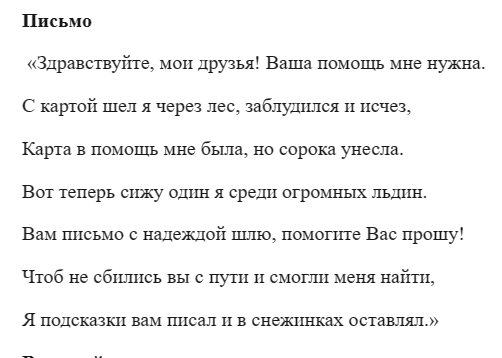 Письмо
«Здравствуйте, мои друзья! Ваша помощь мне нужна.
С картой шел я через лес, заблудился и исчез,
Карта в помощь мне была, но сорока унесла.
Вот теперь сижу один я среди огромных льдин.
Вам письмо с надеждой шлю, помогите Вас прошу!
Чтоб не сбились вы с пути и смогли меня найти,
Я подсказки вам писал и в снежинках оставлял.»